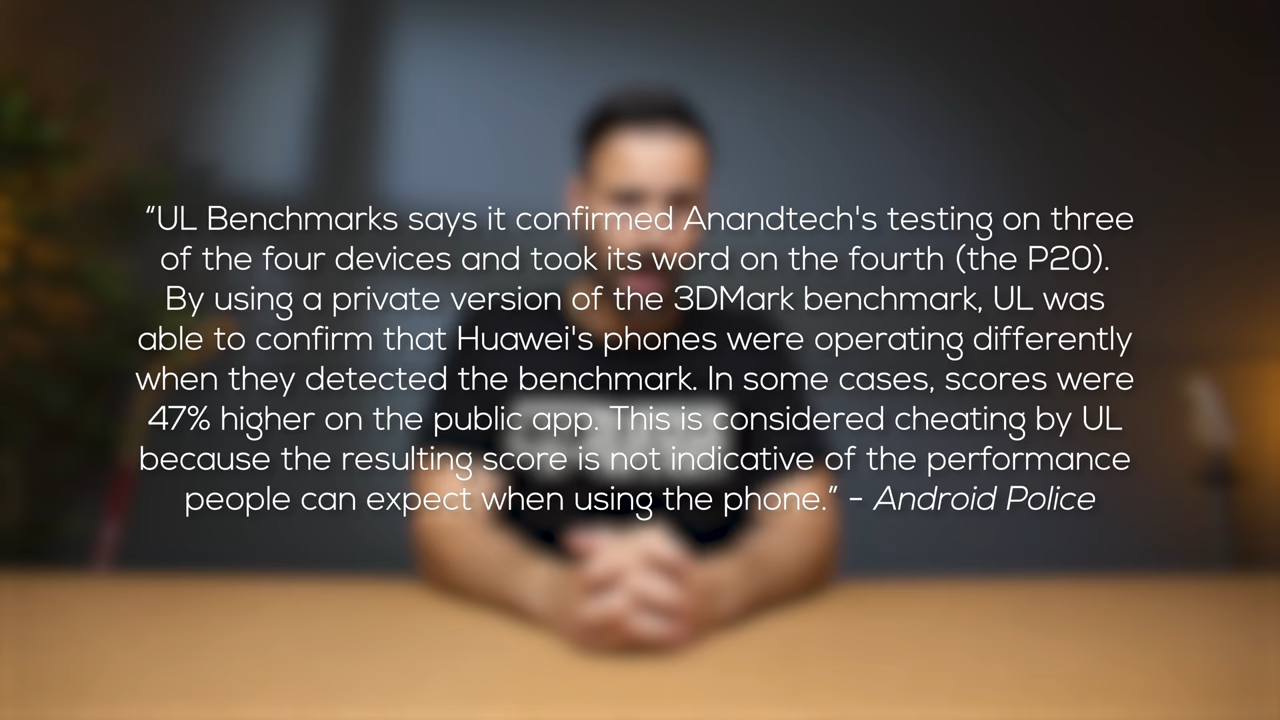 “UL Benchmarks says it confirmed Anandtech's testing on three
of the four devices and took its word on the fourth (the P20).
By using a private version of the 3DMark benchmark, UL was
able to confirm that Huawei's phones were operating differently
when they detected the benchmark. In some cases, scores were
47% higher on the public app. This is considered cheating by UL
because the resulting score is not indicative of the performance
people can expect when using the phone.” - Android Police